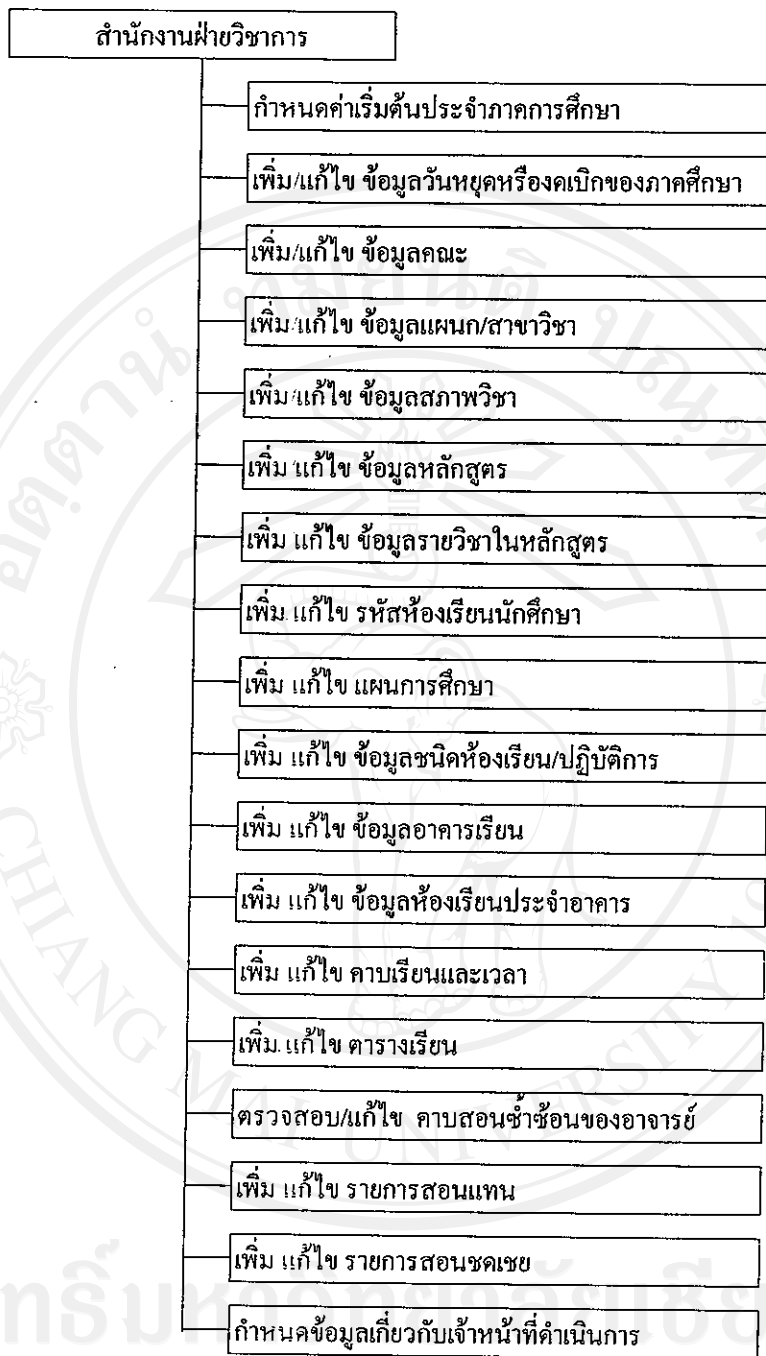 สำนักงานฝ่ายวิชาการ
กำหนดค่าเริ่มต้นประจำภาคการศึกษา
เพิ่ม/แก้ไข ข้อมูลวันหยุดหรืองดเบิกของภาคศึกษา
เพิ่ม/แก้ไข ข้อมูลคณะ
เพิ่ม/แก้ไข ข้อมูลแผนก/สาขาวิชา
เพิ่ม/แก้ไข ข้อมูลสภาพวิชา
เพิ่ม/แก้ไข ข้อมูลหลักสูตร
เพิ่ม แก้ไข ข้อมูลรายวิชาในหลักสูตร
เพิ่ม แก้ไข รหัสห้องเรียนนักศึกษา
เพิ่ม แก้ไข แผนการศึกษา
เพิ่ม แก้ไข ข้อมูลชนิดห้องเรียน/ปฏิบัติการ
เพิ่ม แก้ไข ข้อมูลอาคารเรียน
เพิ่ม แก้ไข ข้อมูลห้องเรียนประจำอาคาร
เพิ่ม แก้ไข คาบเรียนและเวลา
เพิ่ม แก้ไข ตารางเรียน
ตรวจสอบ/แก้ไข คาบสอนซ้ำซ้อนของอาจารย์
เพิ่ม แก้ไข รายการสอนแทน
เพิ่ม แก้ไข รายการสอนชดเชย
กำหนดข้อมูลเกี่ยวกับเจ้าหน้าที่ดำเนินการ
CHIANG MAI UNIVERSITY